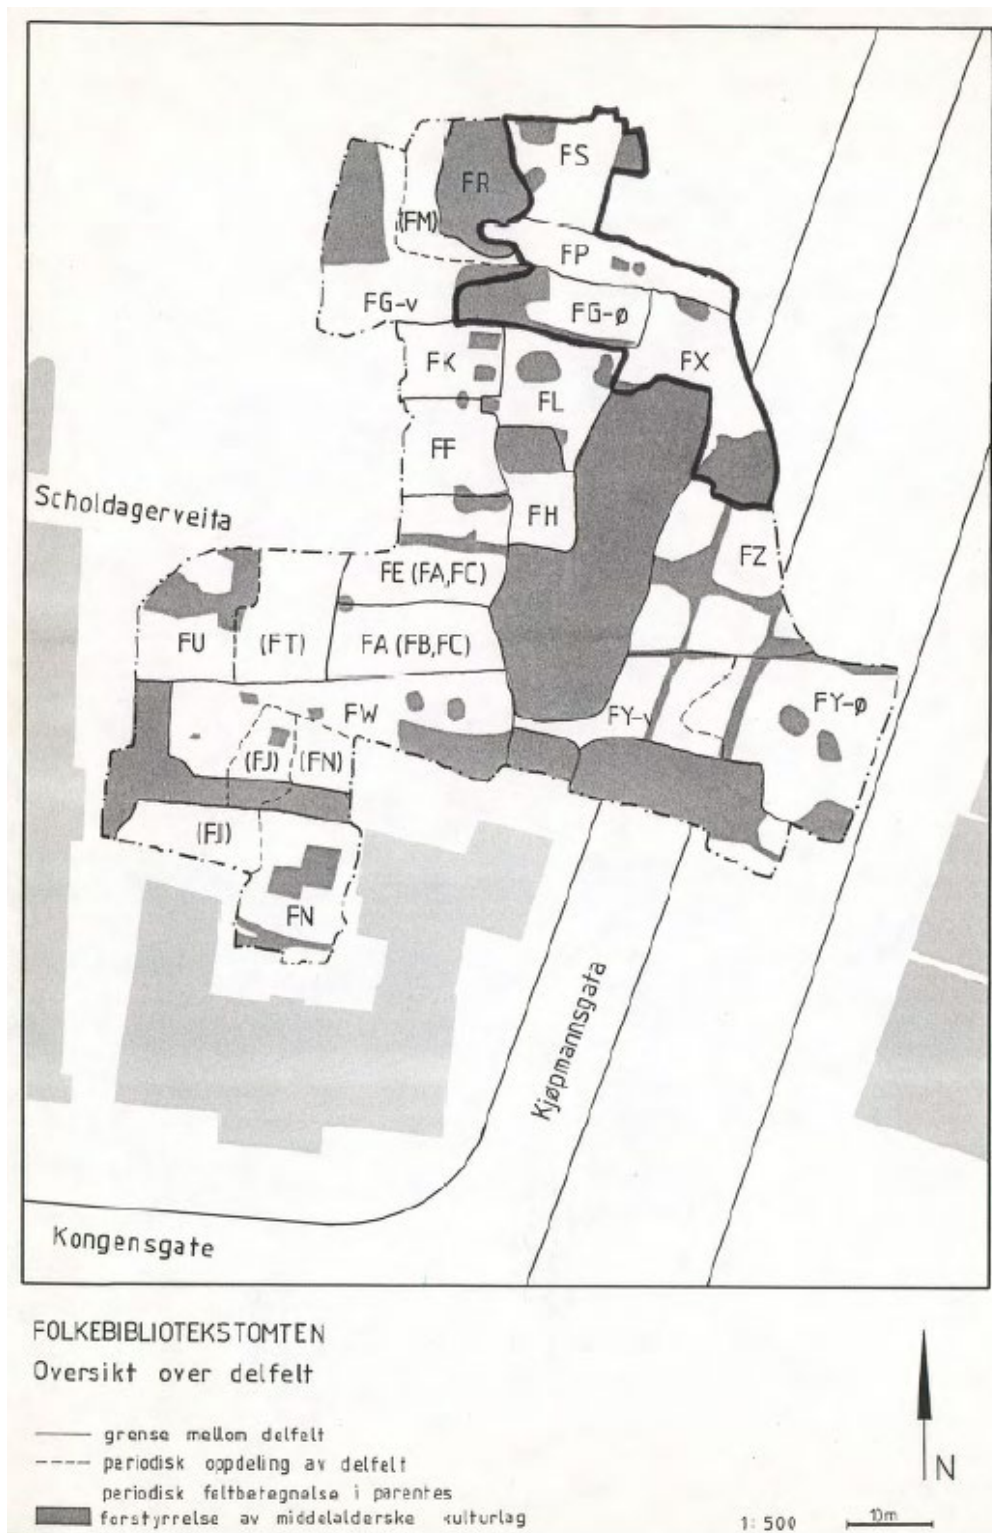 FS
FR
(FM)
FP
FG-v
FG-ø
FK
FX
FL
FF
Scholdagerveita
FH
FZ
FE (FA,FC)
FU
(FT)
FA (FB,FC)
FW
FY-v
FY-ø
(FJ)
(FN)
(FJ)
FN
Kjøpmannsgata
Kongensgate
FOLKEBIBLIOTEKSTOMTEN
Oversikt over delfelt
grense mellom delfelt
periodisk oppdeling av delfelt
periodisk feltbetegnelse i parentes
forstyrrelse av middelalderske kulturlag
N
1:500
10m